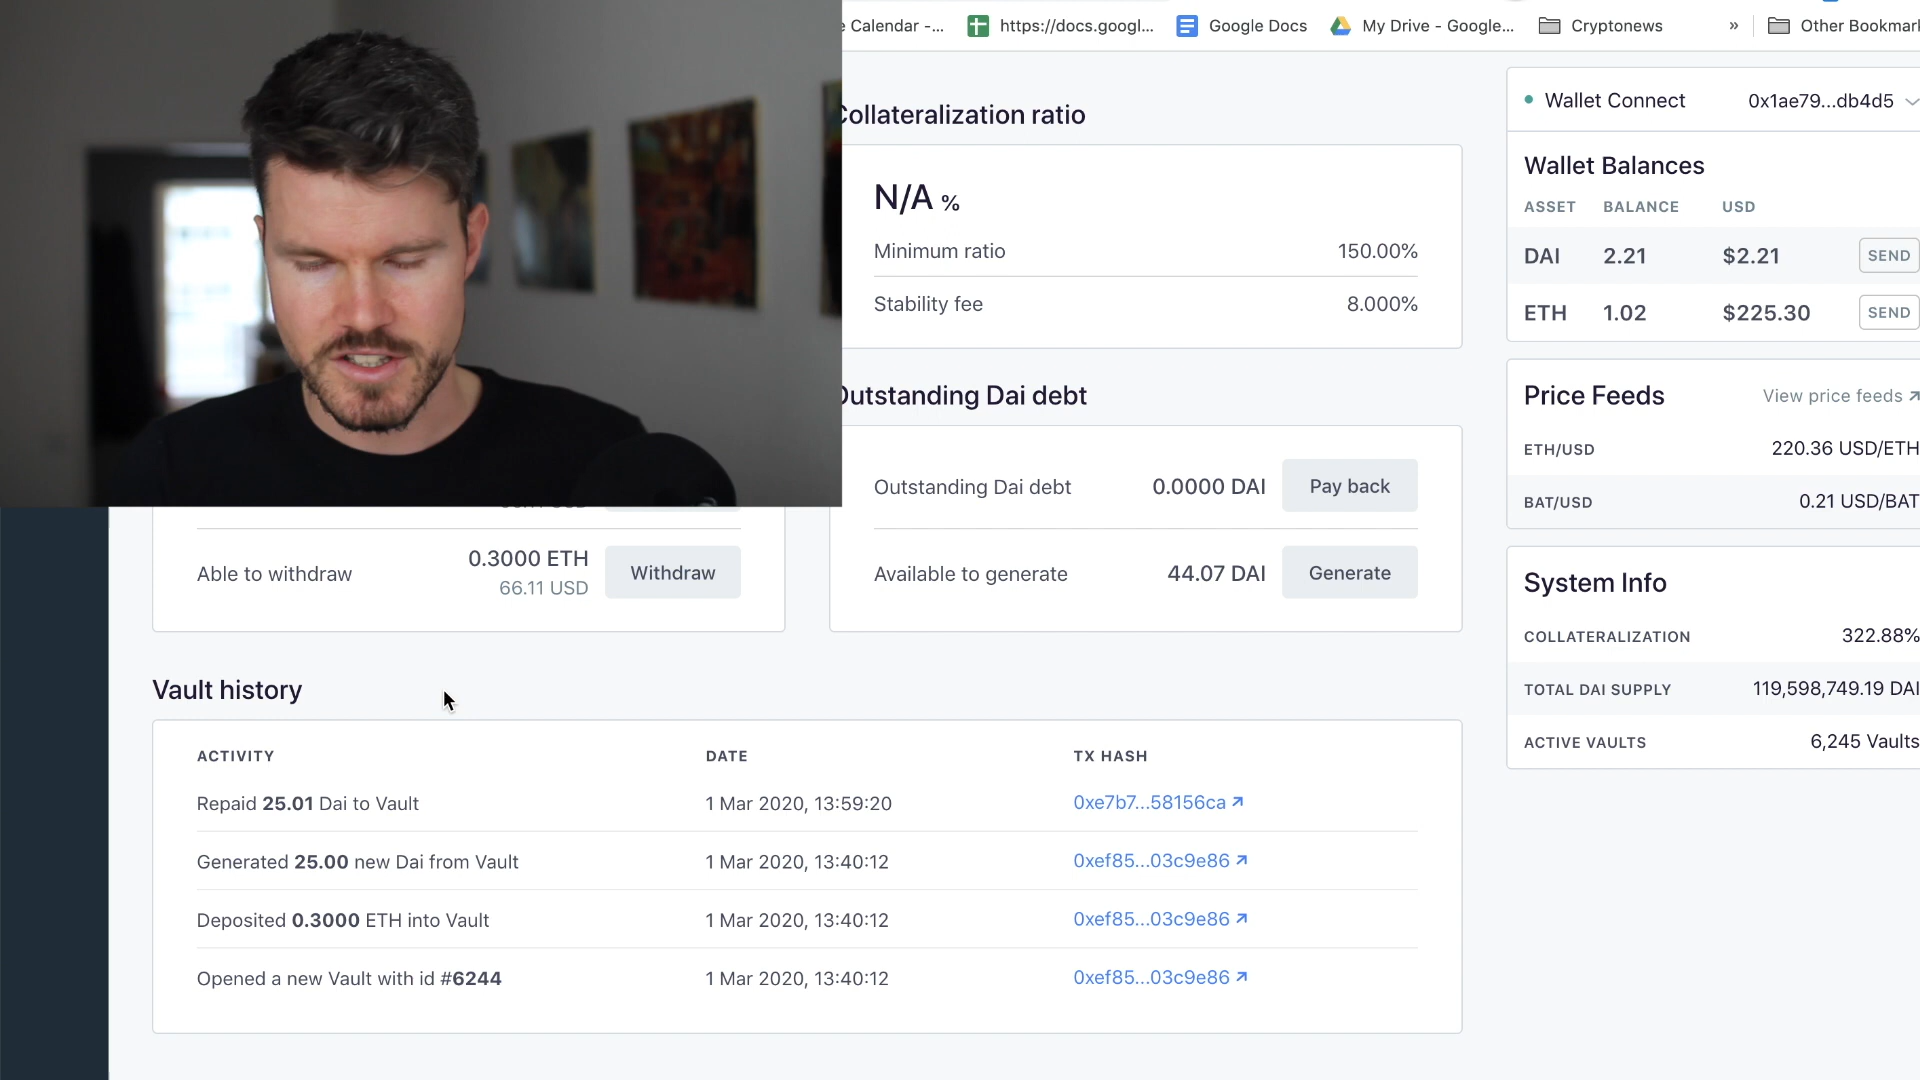 Calendar -...
https://docs.googl...
Google Docs
My Drive - Google...
Cryptonews
»
Other Bookmar
Collateralization ratio
N/A %
Minimum ratio 150.00%
Stability fee 8.000%
Outstanding Dai debt
Outstanding Dai debt 0.0000 DAI Pay back
Available to generate 44.07 DAI Generate
Able to withdraw 0.3000 ETH Withdraw
66.11 USD
Vault history
ACTIVITY DATE TX HASH
Repaid 25.01 Dai to Vault 1 Mar 2020, 13:59:20 0xe7b7...58156ca
Generated 25.00 new Dai from Vault 1 Mar 2020, 13:40:12 0xef85...03c9e86
Deposited 0.3000 ETH into Vault 1 Mar 2020, 13:40:12 0xef85...03c9e86
Opened a new Vault with id #6244 1 Mar 2020, 13:40:12 0xef85...03c9e86
Wallet Connect 0x1ae79...db4d5
Wallet Balances
ASSET BALANCE USD
DAI 2.21 $2.21 SEND
ETH 1.02 $225.30 SEND
Price Feeds View price feeds
ETH/USD 220.36 USD/ETH
BAT/USD 0.21 USD/BAT
System Info
COLLATERALIZATION 322.88%
TOTAL DAI SUPPLY 119,598,749.19 DAI
ACTIVE VAULTS 6,245 Vaults